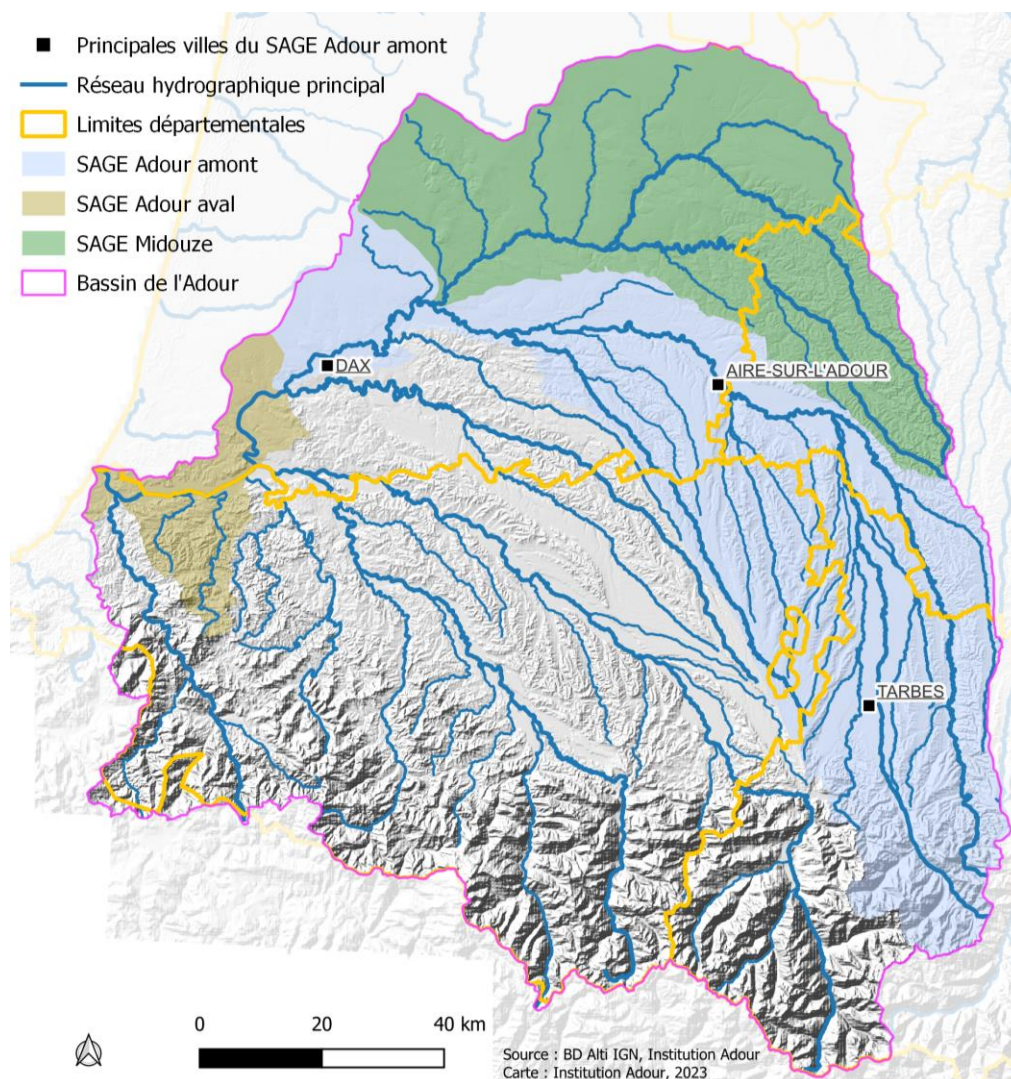 Principales villes du SAGE Adour amont
Réseau hydrographique principal
Limites départementales
SAGE Adour amont
SAGE Adour aval
SAGE Midouze
Bassin de l'Adour
DAX
AIRE-SUR-L'ADOUR
TARBES
0 20 40 km
Source : BD Alti IGN, Institution Adour
Carte : Institution Adour, 2023